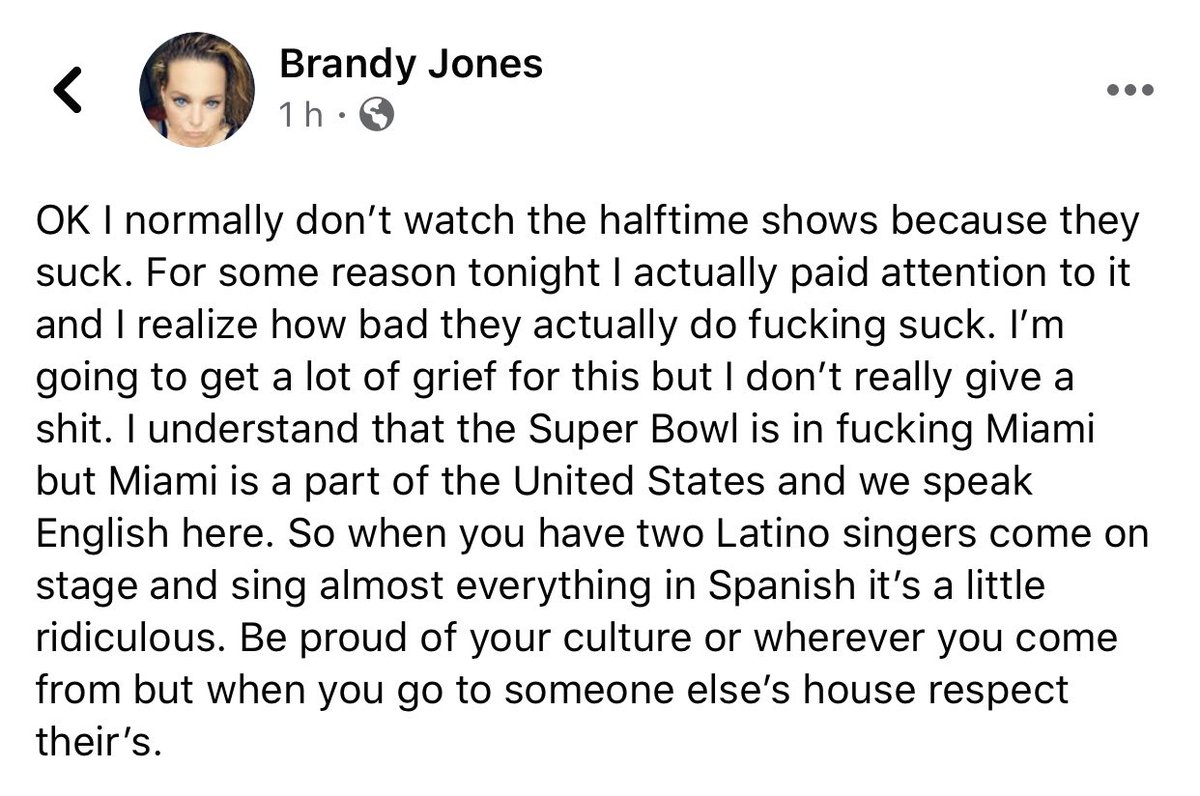 Brandy Jones
1 h ·
OK I normally don’t watch the halftime shows because they
suck. For some reason tonight I actually paid attention to it
and I realize how bad they actually do fucking suck. I’m
going to get a lot of grief for this but I don’t really give a
shit. I understand that the Super Bowl is in fucking Miami
but Miami is a part of the United States and we speak
English here. So when you have two Latino singers come on
stage and sing almost everything in Spanish it’s a little
ridiculous. Be proud of your culture or wherever you come
from but when you go to someone else’s house respect
their’s.